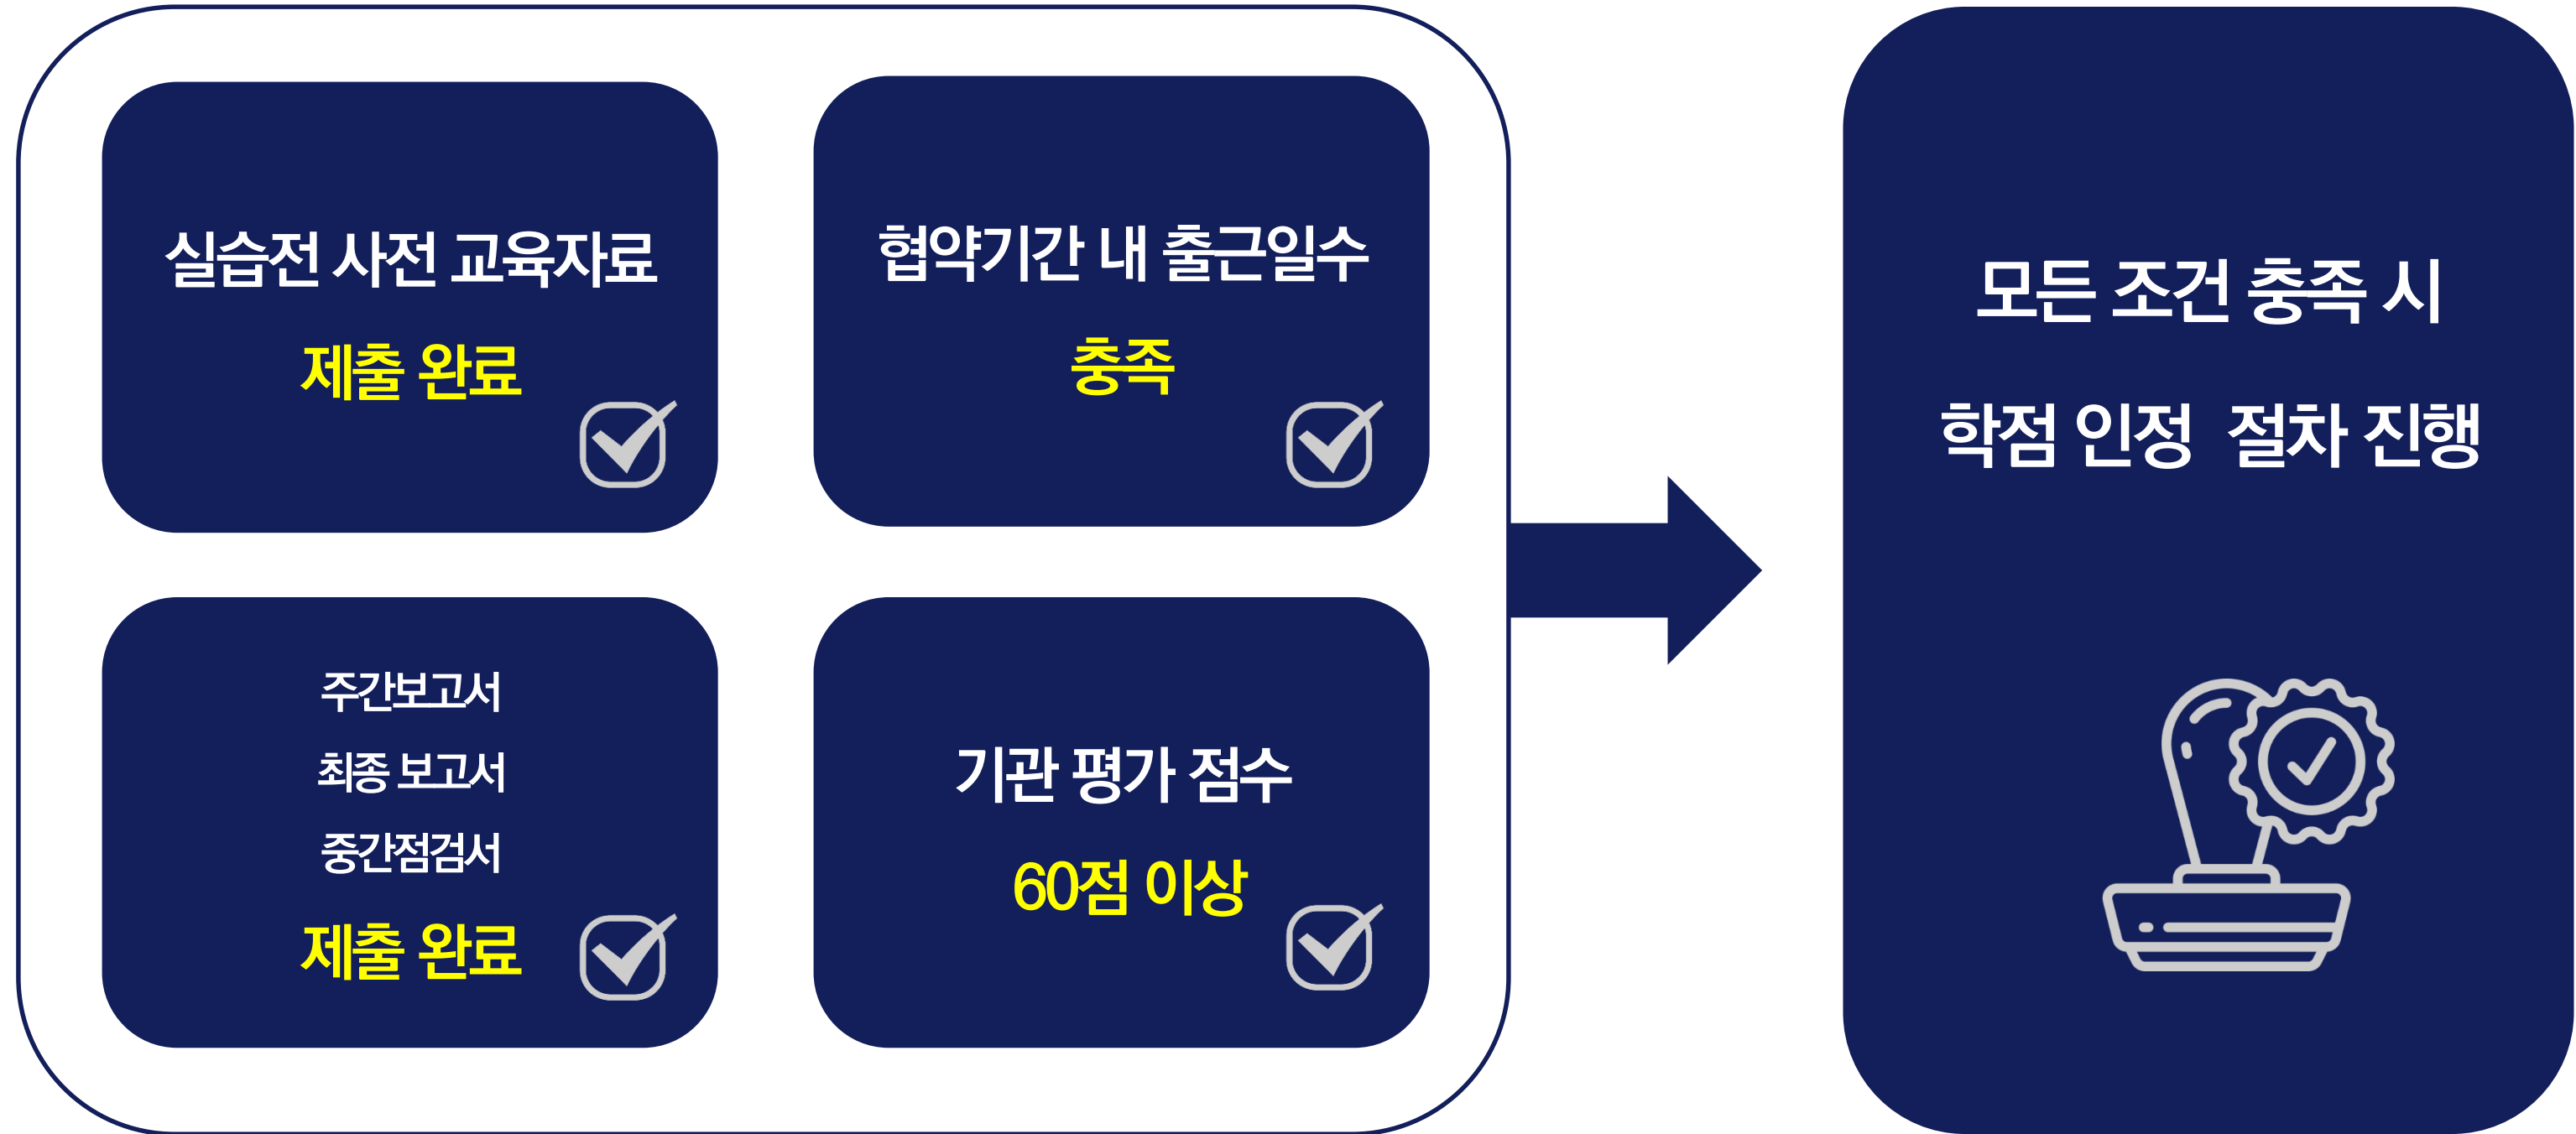 실습전 사전 교육자료
제출 완료
협약기간 내 출근일수
충족
주간보고서
최종 보고서
중간점검서
제출 완료
기관 평가 점수
60점 이상
모든 조건 충족 시
학점 인정 절차 진행